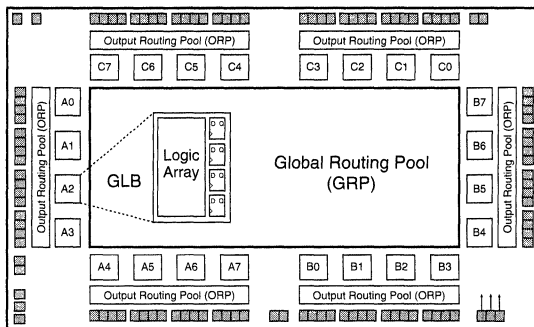 Output Routing Pool (ORP)
Output Routing Pool (ORP)
C7 C6 C5 C4
C3 C2 C1 C0
Output Routing Pool (ORP)
A0
A1
A2
A3
GLB
Logic
Array
D Q
D Q
D Q
D Q
Global Routing Pool
(GRP)
B7
B6
B5
B4
Output Routing Pool (ORP)
A4 A5 A6 A7
B0 B1 B2 B3
Output Routing Pool (ORP)
Output Routing Pool (ORP)